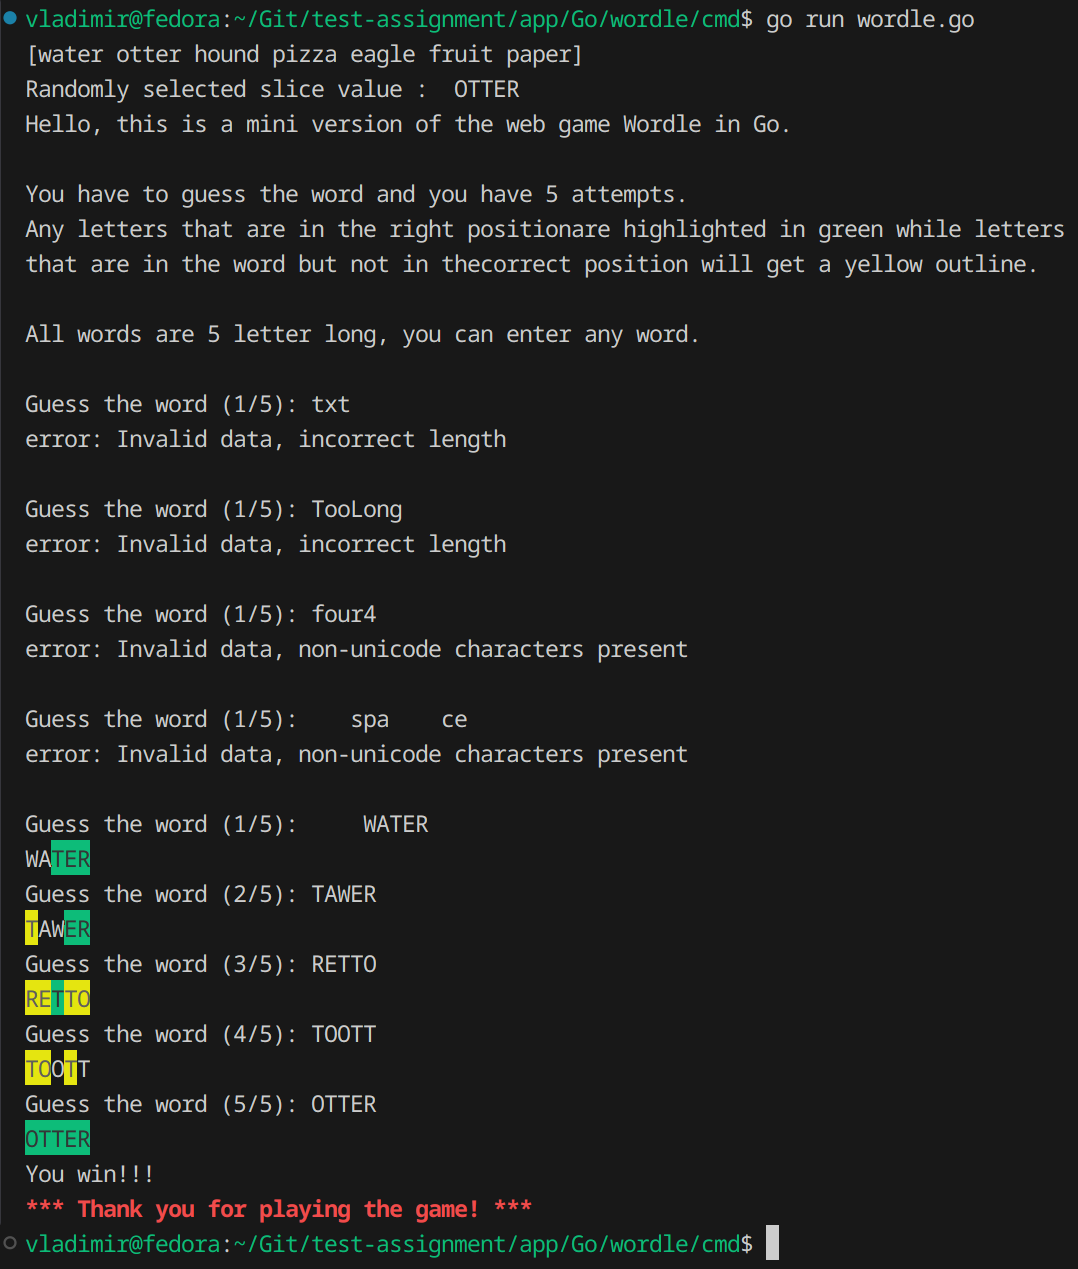 vladimir@fedora:~/Git/test-assignment/app/Go/wordle/cmd$ go run wordle.go
[water otter hound pizza eagle fruit paper]
Randomly selected slice value :  OTTER
Hello, this is a mini version of the web game Wordle in Go.
You have to guess the word and you have 5 attempts.
Any letters that are in the right positionare highlighted in green while letters
that are in the word but not in thecorrect position will get a yellow outline.
All words are 5 letter long, you can enter any word.
Guess the word (1/5): txt
error: Invalid data, incorrect length
Guess the word (1/5): TooLong
error: Invalid data, incorrect length
Guess the word (1/5): four4
error: Invalid data, non-unicode characters present
Guess the word (1/5):    spa    ce
error: Invalid data, non-unicode characters present
Guess the word (1/5):     WATER
WATER
Guess the word (2/5): TAWER
TAWER
Guess the word (3/5): RETTO
RETTO
Guess the word (4/5): TOOTT
TOOTT
Guess the word (5/5): OTTER
OTTER
You win!!!
*** Thank you for playing the game! ***
vladimir@fedora:~/Git/test-assignment/app/Go/wordle/cmd$